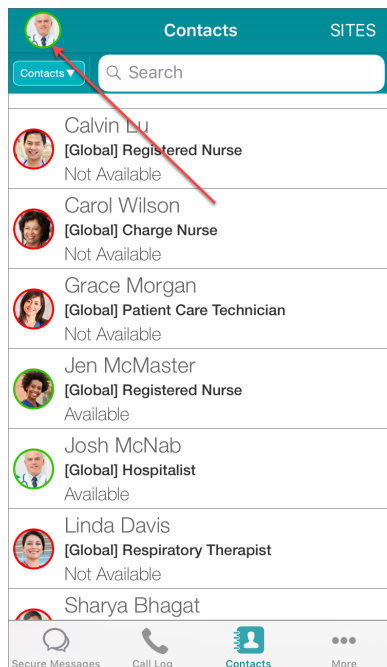 Contacts
SITES
Contacts ▼
Search
Calvin Lu
[Global] Registered Nurse
Not Available
Carol Wilson
[Global] Charge Nurse
Not Available
Grace Morgan
[Global] Patient Care Technician
Not Available
Jen McMaster
[Global] Registered Nurse
Available
Josh McNab
[Global] Hospitalist
Available
Linda Davis
[Global] Respiratory Therapist
Not Available
Sharya Bhagat
Secure Messages
Call Log
Contacts
More